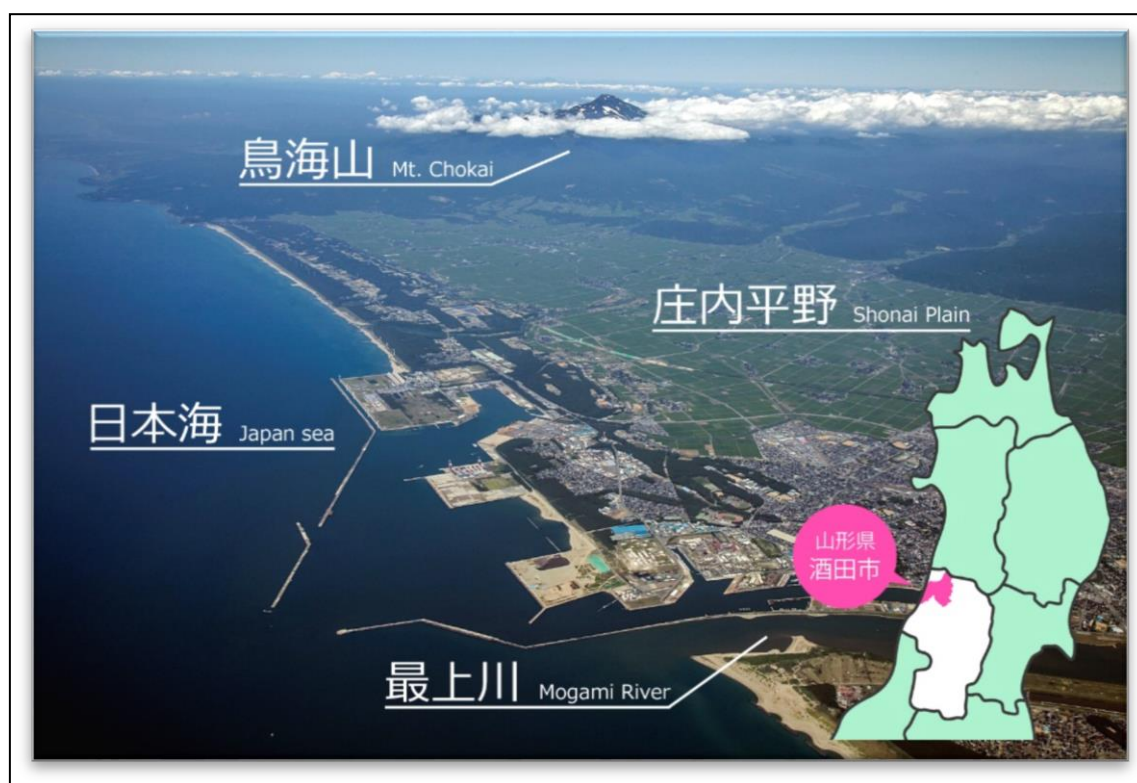 鳥海山 Mt. Chokai
庄内平野 Shonai Plain
日本海 Japan sea
山形県
酒田市
最上川 Mogami River